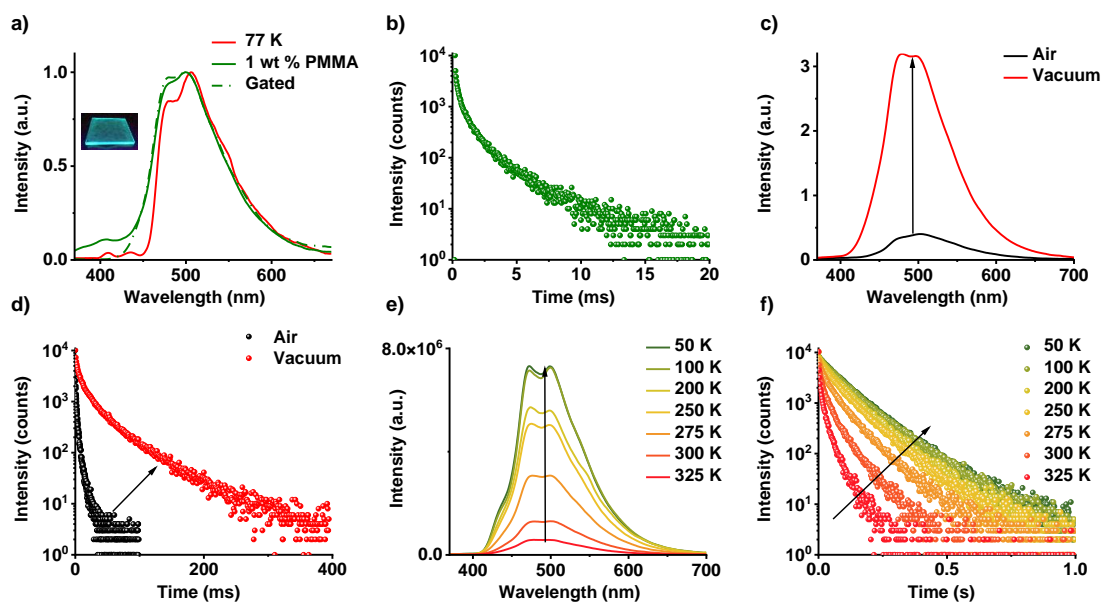 a)
77 K
1 wt % PMMA
Gated
1.0
0.5
0.0
Intensity (a.u.)
400 500 600
Wavelength (nm)
b)
10⁴
10³
10²
10¹
10⁰
Intensity (counts)
0 5 10 15 20
Time (ms)
c)
Air
Vacuum
3
2
1
0
Intensity (a.u.)
400 500 600 700
Wavelength (nm)
d)
Air
Vacuum
10⁴
10³
10²
10¹
10⁰
Intensity (counts)
0 200 400
Time (ms)
e)
8.0×10⁶
0.0
Intensity (a.u.)
50 K
100 K
200 K
250 K
275 K
300 K
325 K
400 500 600 700
Wavelength (nm)
f)
10⁴
10³
10²
10¹
10⁰
Intensity (counts)
50 K
100 K
200 K
250 K
275 K
300 K
325 K
0.0 0.5 1.0
Time (s)